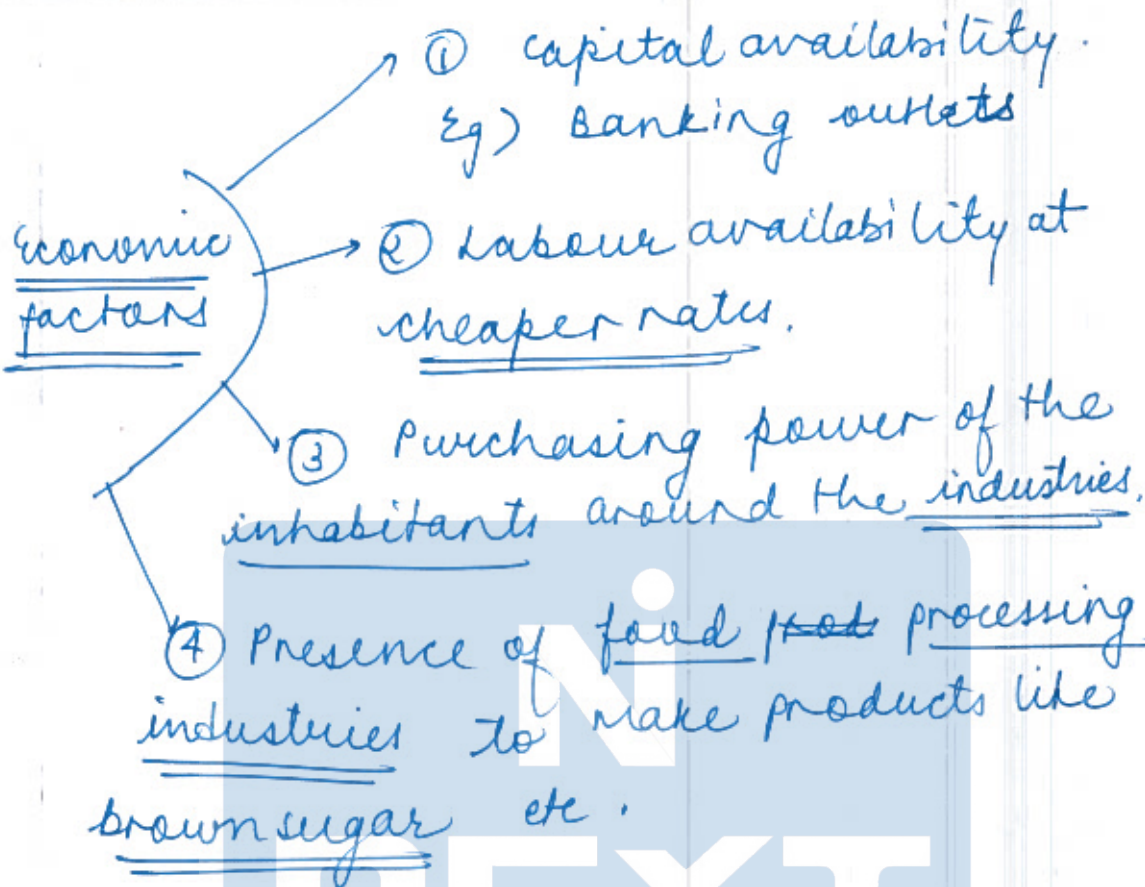 ① Capital availability.
Eg) Banking outlets
Economic
factors
② Labour availability at
cheaper rates.
③ Purchasing power of the
inhabitants around the industries.
④ Presence of food processing
industries to make products like
brown sugar etc.
NEXT